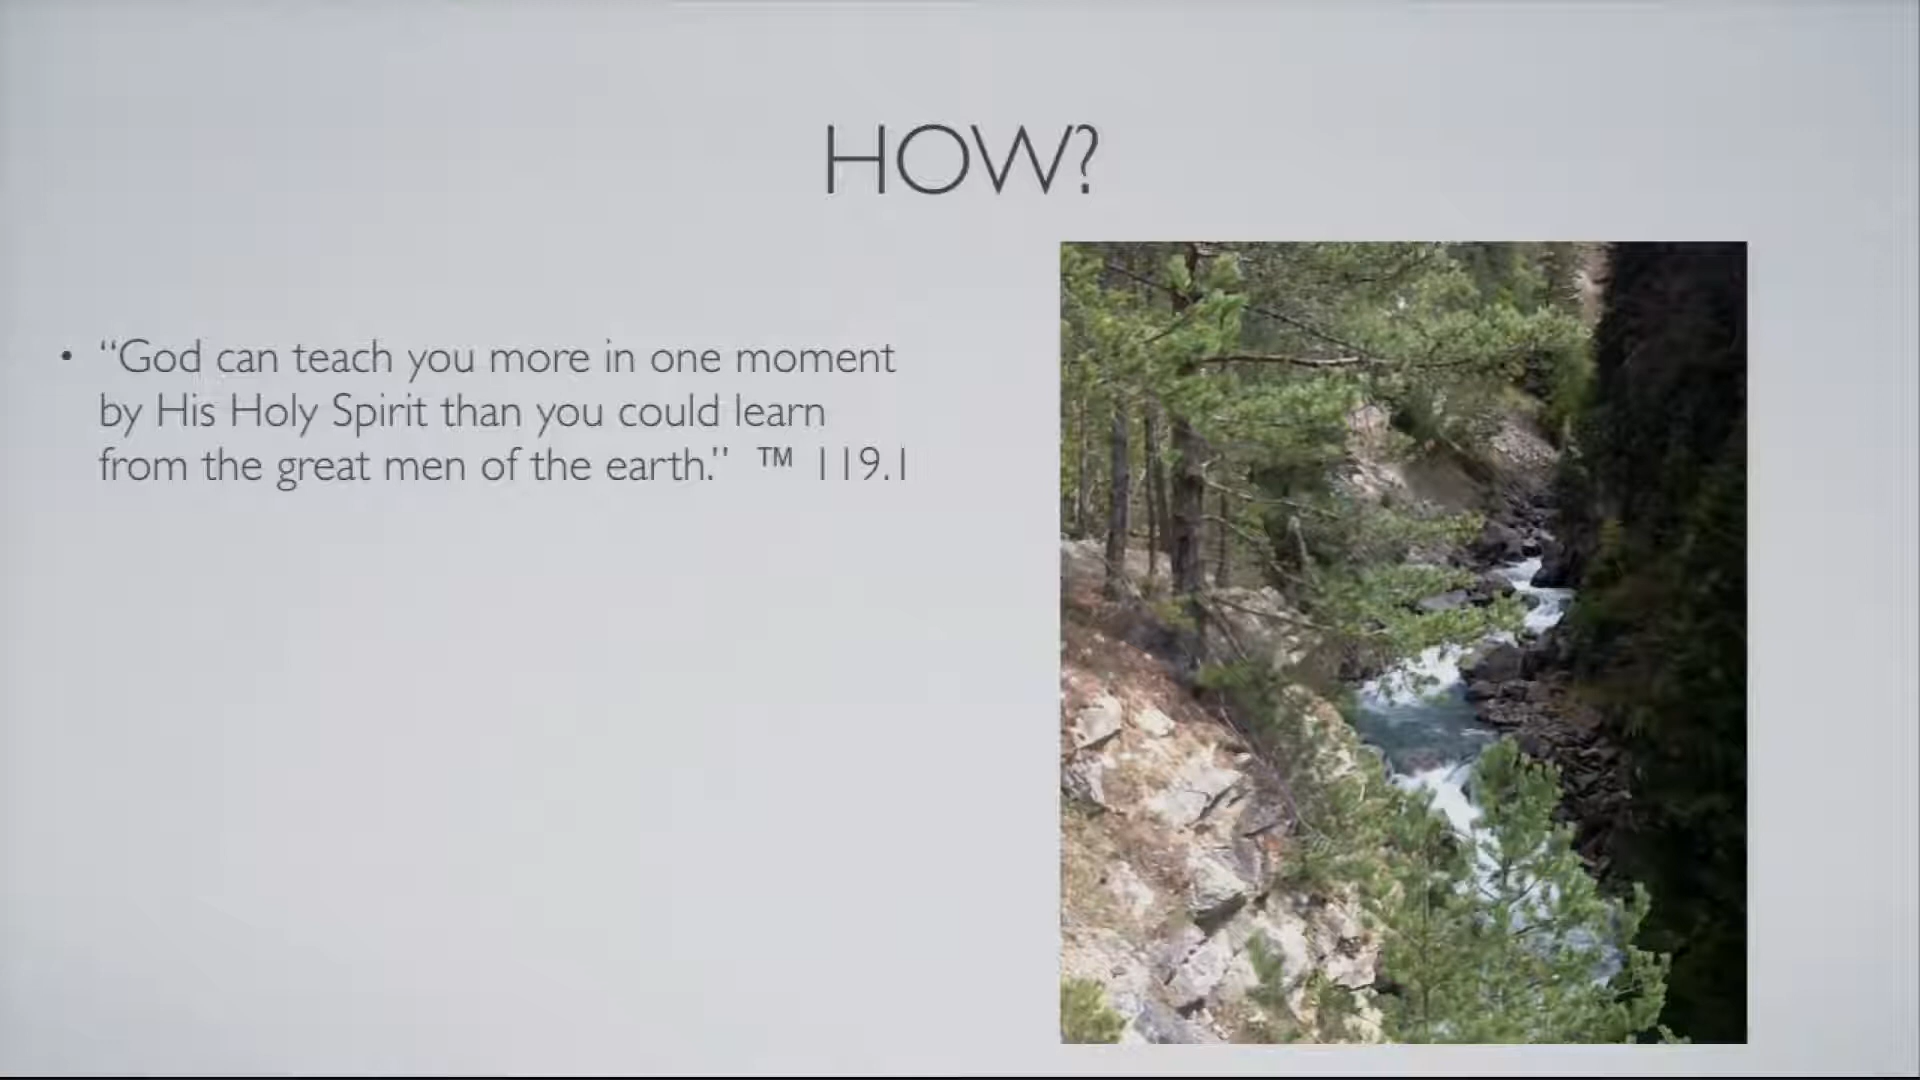 HOW?
• “God can teach you more in one moment
by His Holy Spirit than you could learn
from the great men of the earth.” ™ 119.1